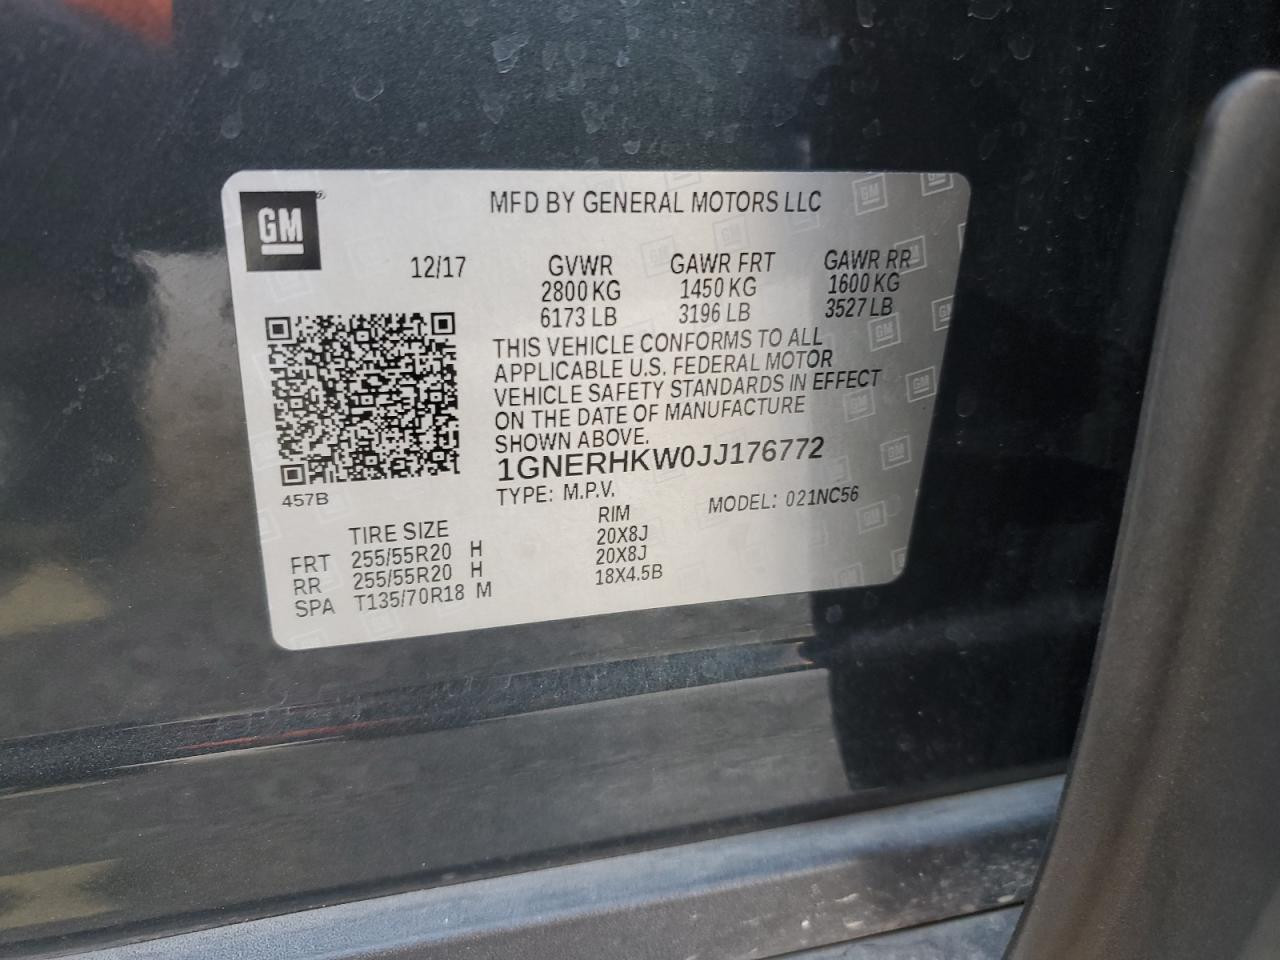 GM
MFD BY GENERAL MOTORS LLC
12/17 GVWR GAWR FRT GAWR RR
2800 KG 1450 KG 1600 KG
6173 LB 3196 LB 3527 LB
THIS VEHICLE CONFORMS TO ALL
APPLICABLE U.S. FEDERAL MOTOR
VEHICLE SAFETY STANDARDS IN EFFECT
ON THE DATE OF MANUFACTURE
SHOWN ABOVE.
1GNERHKW0JJ176772
457B
TYPE: M.P.V. MODEL: 021NC56
TIRE SIZE RIM
FRT 255/55R20 H 20X8J
RR 255/55R20 H 20X8J
SPA T135/70R18 M 18X4.5B